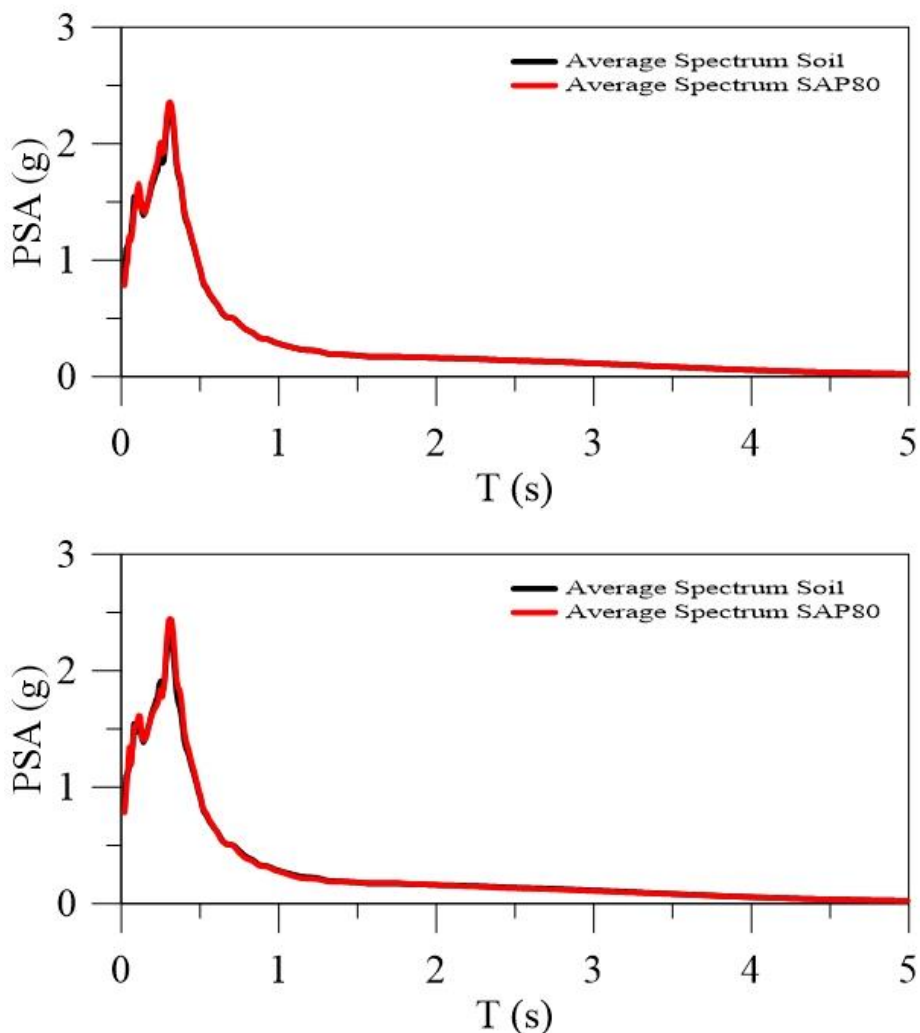 3
Average Spectrum Soil
Average Spectrum SAP80
2
PSA (g)
1
0
0 1 2 3 4 5
T (s)
3
Average Spectrum Soil
Average Spectrum SAP80
2
PSA (g)
1
0
0 1 2 3 4 5
T (s)